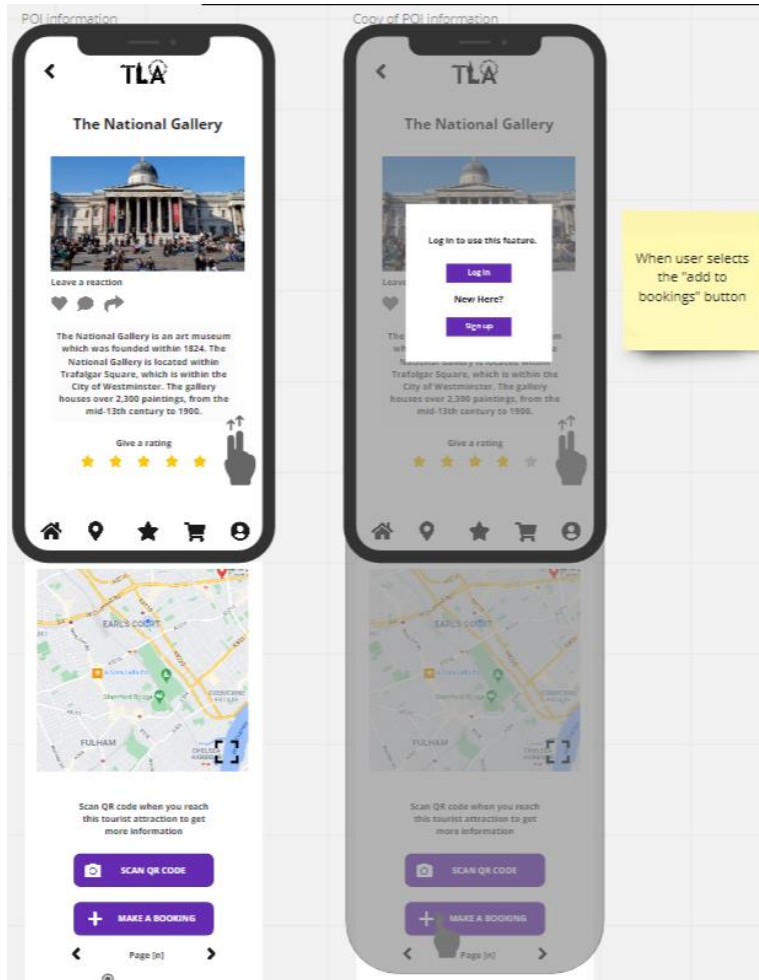 POI information
TLA
The National Gallery
Leave a reaction
The National Gallery is an art museum
which was founded within 1824. The
National Gallery is located within
Trafalgar Square, which is within the
City of Westminster. The gallery
houses over 2,300 paintings, from the
mid-13th century to 1900.
Give a rating
EARL'S COURT
Stamford Bridge
FULHAM
CHELSEA
HARBOUR
Scan QR code when you reach
this tourist attraction to get
more information
SCAN QR CODE
MAKE A BOOKING
Page [n]
Copy of POI information
TLA
The National Gallery
Log in to use this feature.
Log in
New Here?
Sign up
Leave
The
National Gallery is located within
Trafalgar Square, which is within the
City of Westminster. The gallery
houses over 2,300 paintings, from the
mid-13th century to 1900.
Give a rating
EARL'S COURT
Stamford Bridge
FULHAM
Scan QR code when you reach
this tourist attraction to get
more information
SCAN QR CODE
MAKE A BOOKING
Page [n]
When user selects
the "add to
bookings" button